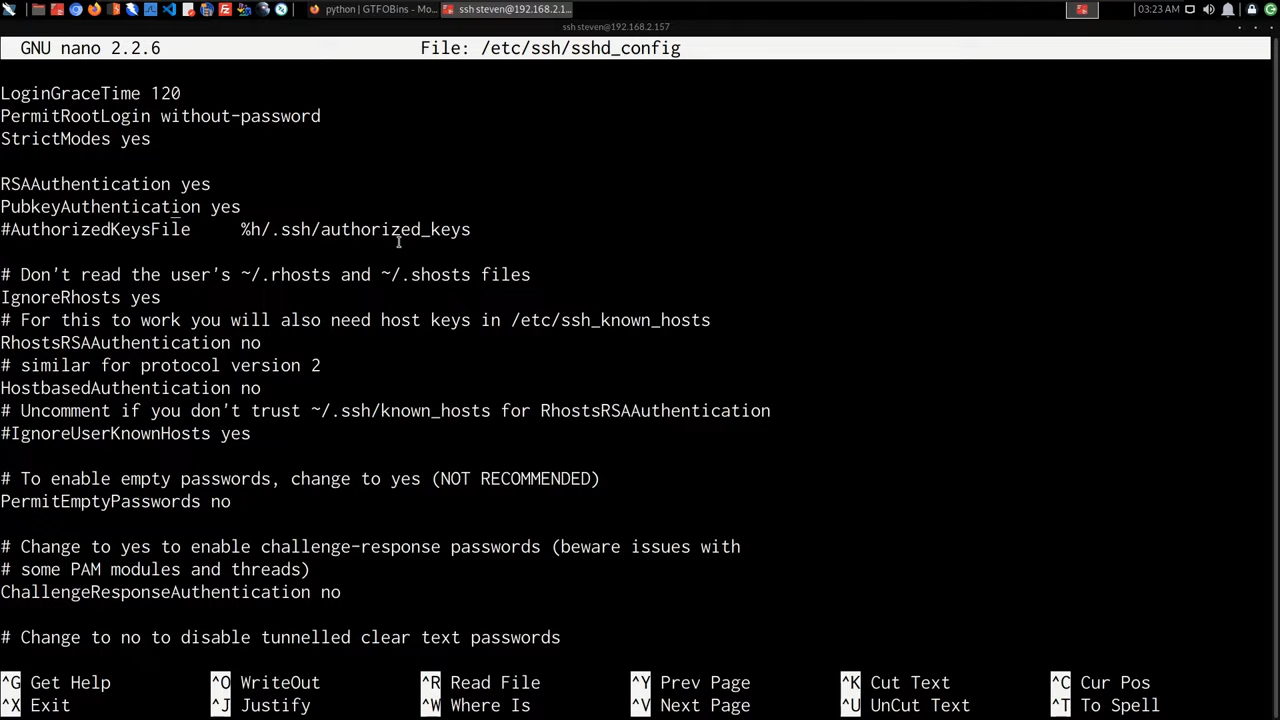 python | GTFOBins – Mo...
ssh steven@192.168.2.1...
03:23 AM
ssh steven@192.168.2.157
GNU nano 2.2.6 File: /etc/ssh/sshd_config
LoginGraceTime 120
PermitRootLogin without-password
StrictModes yes
RSAAuthentication yes
PubkeyAuthentication yes
#AuthorizedKeysFile %h/.ssh/authorized_keys
# Don't read the user's ~/.rhosts and ~/.shosts files
IgnoreRhosts yes
# For this to work you will also need host keys in /etc/ssh_known_hosts
RhostsRSAAuthentication no
# similar for protocol version 2
HostbasedAuthentication no
# Uncomment if you don't trust ~/.ssh/known_hosts for RhostsRSAAuthentication
#IgnoreUserKnownHosts yes
# To enable empty passwords, change to yes (NOT RECOMMENDED)
PermitEmptyPasswords no
# Change to yes to enable challenge-response passwords (beware issues with
# some PAM modules and threads)
ChallengeResponseAuthentication no
# Change to no to disable tunnelled clear text passwords
^G Get Help ^O WriteOut ^R Read File ^Y Prev Page ^K Cut Text ^C Cur Pos
^X Exit ^J Justify ^W Where Is ^V Next Page ^U UnCut Text ^T To Spell